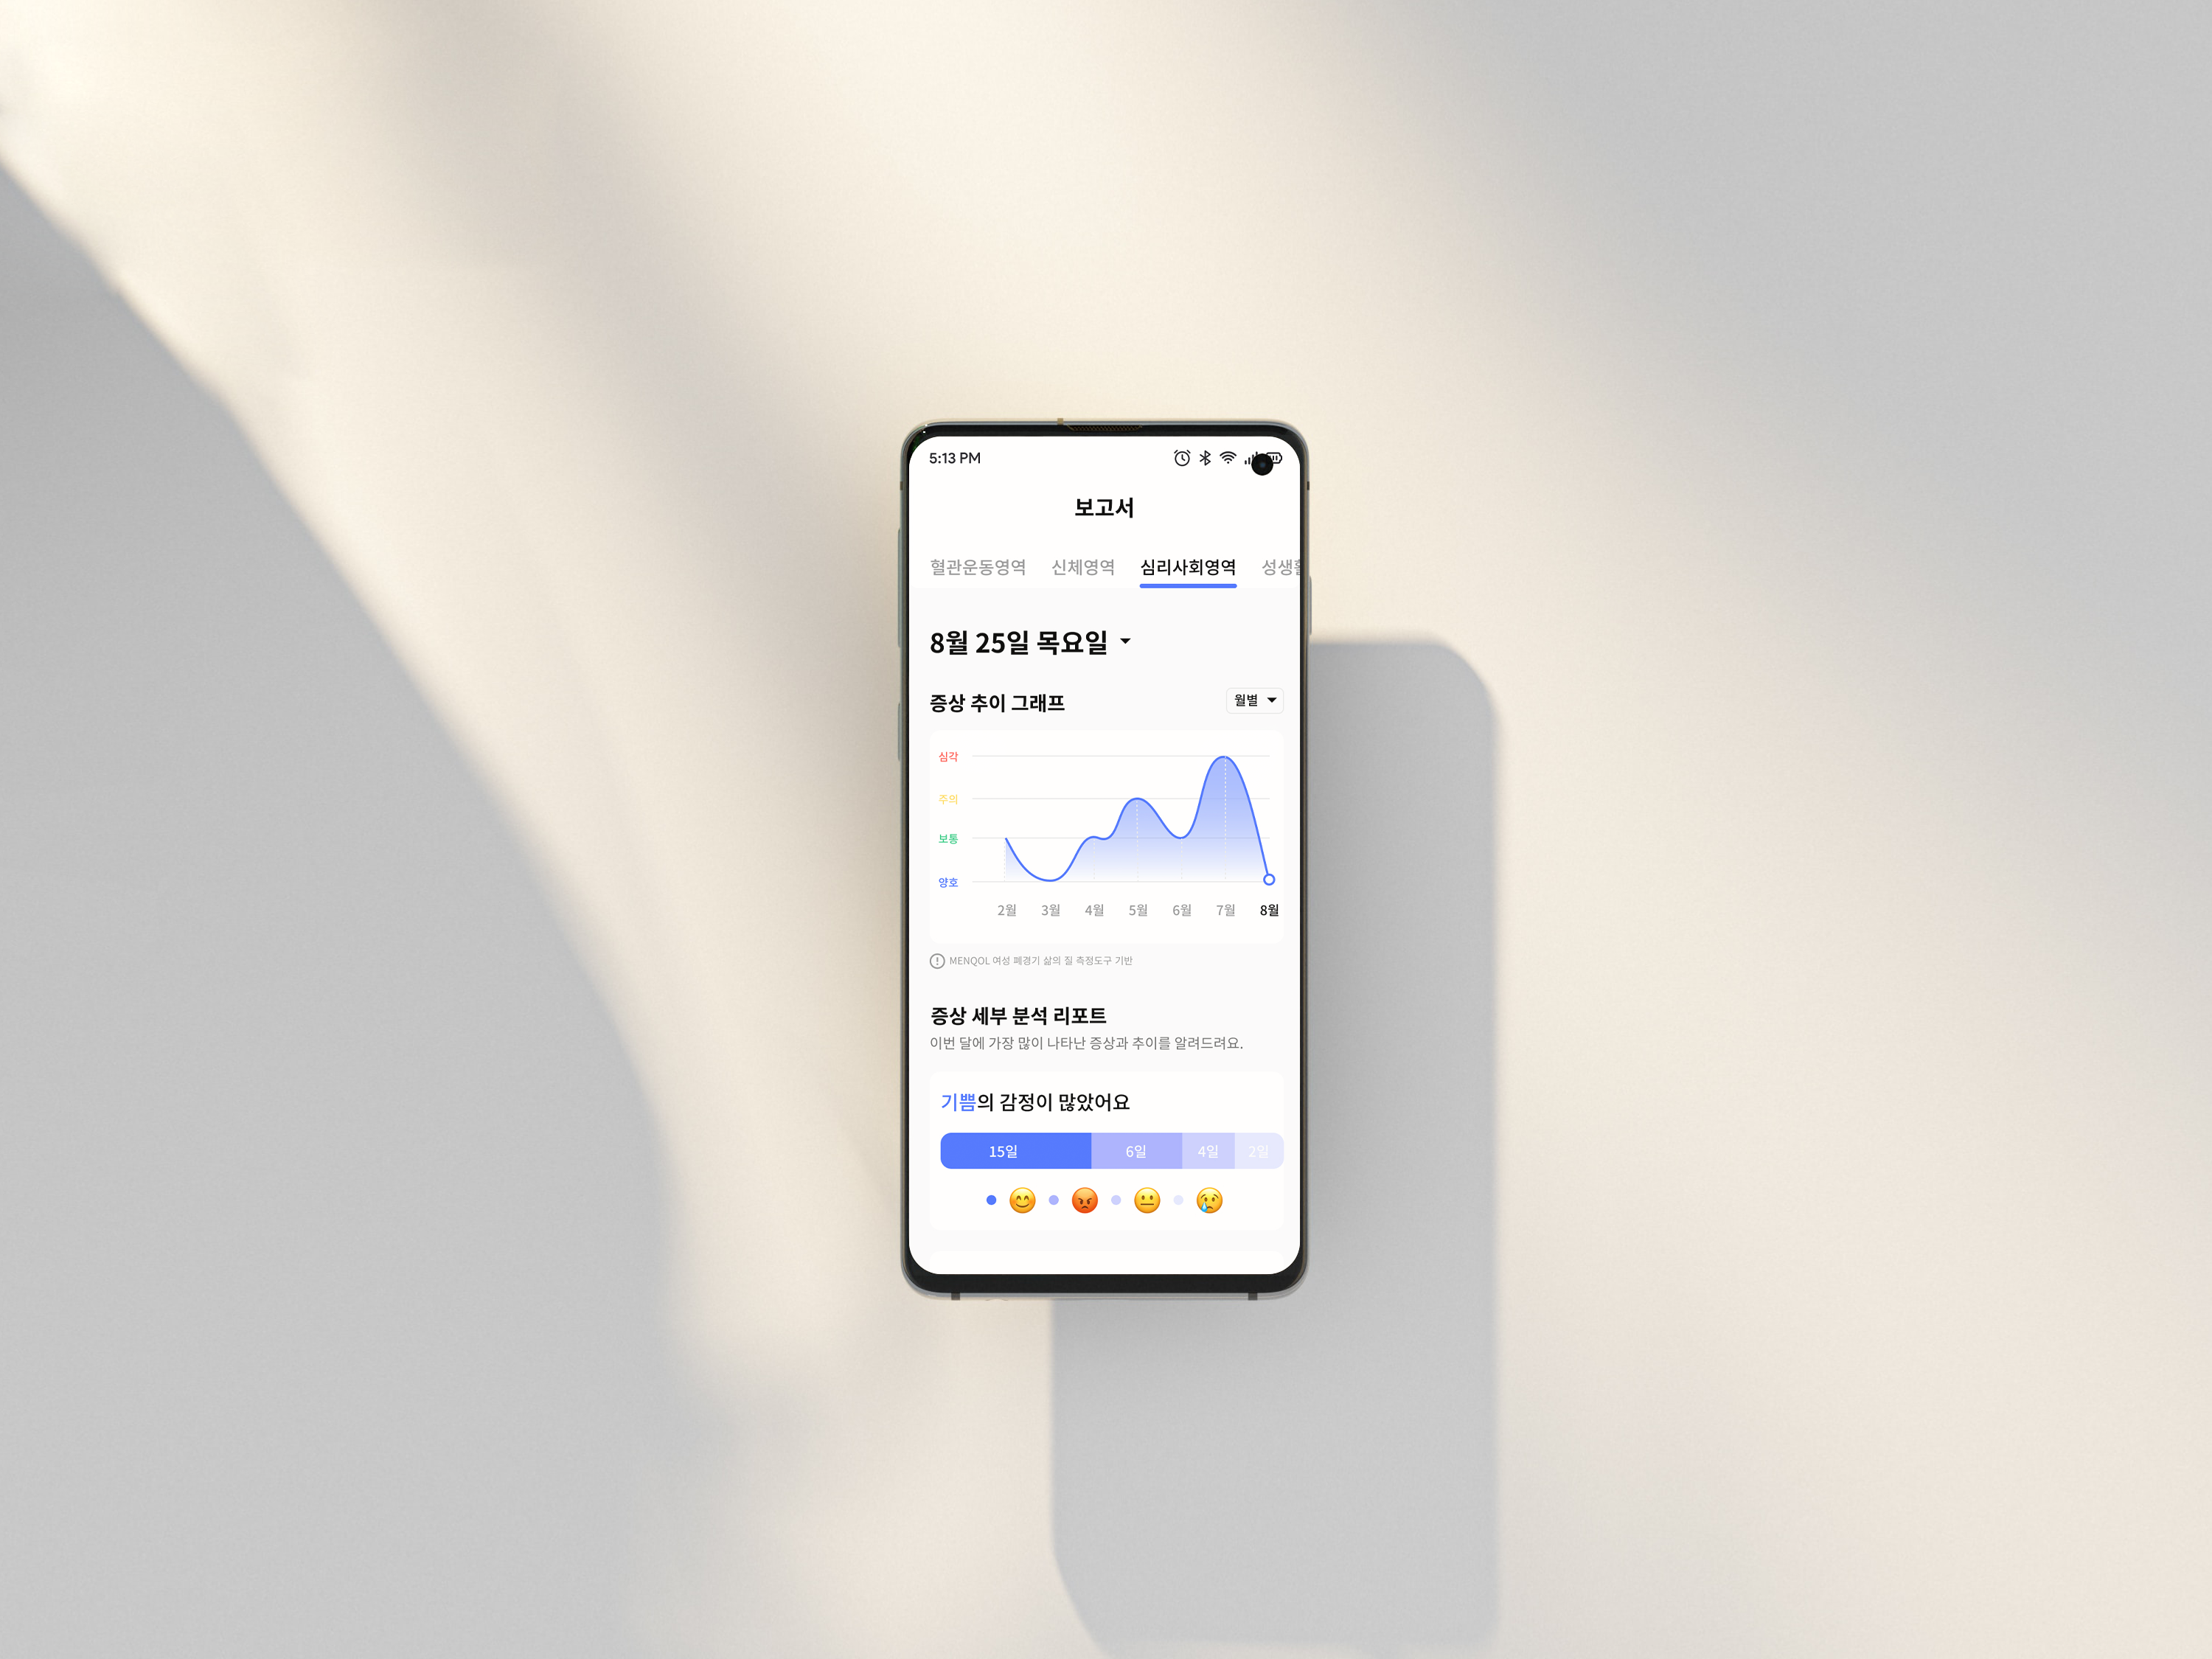 5:13 PM
보고서
혈관운동영역 신체영역 심리사회영역 성생활
8월 25일 목요일
증상 추이 그래프 월별
심각
주의
보통
양호
2월 3월 4월 5월 6월 7월 8월
MENQOL 여성 폐경기 삶의 질 측정도구 기반
증상 세부 분석 리포트
이번 달에 가장 많이 나타난 증상과 추이를 알려드려요.
기쁨의 감정이 많았어요
15일 6일 4일 2일